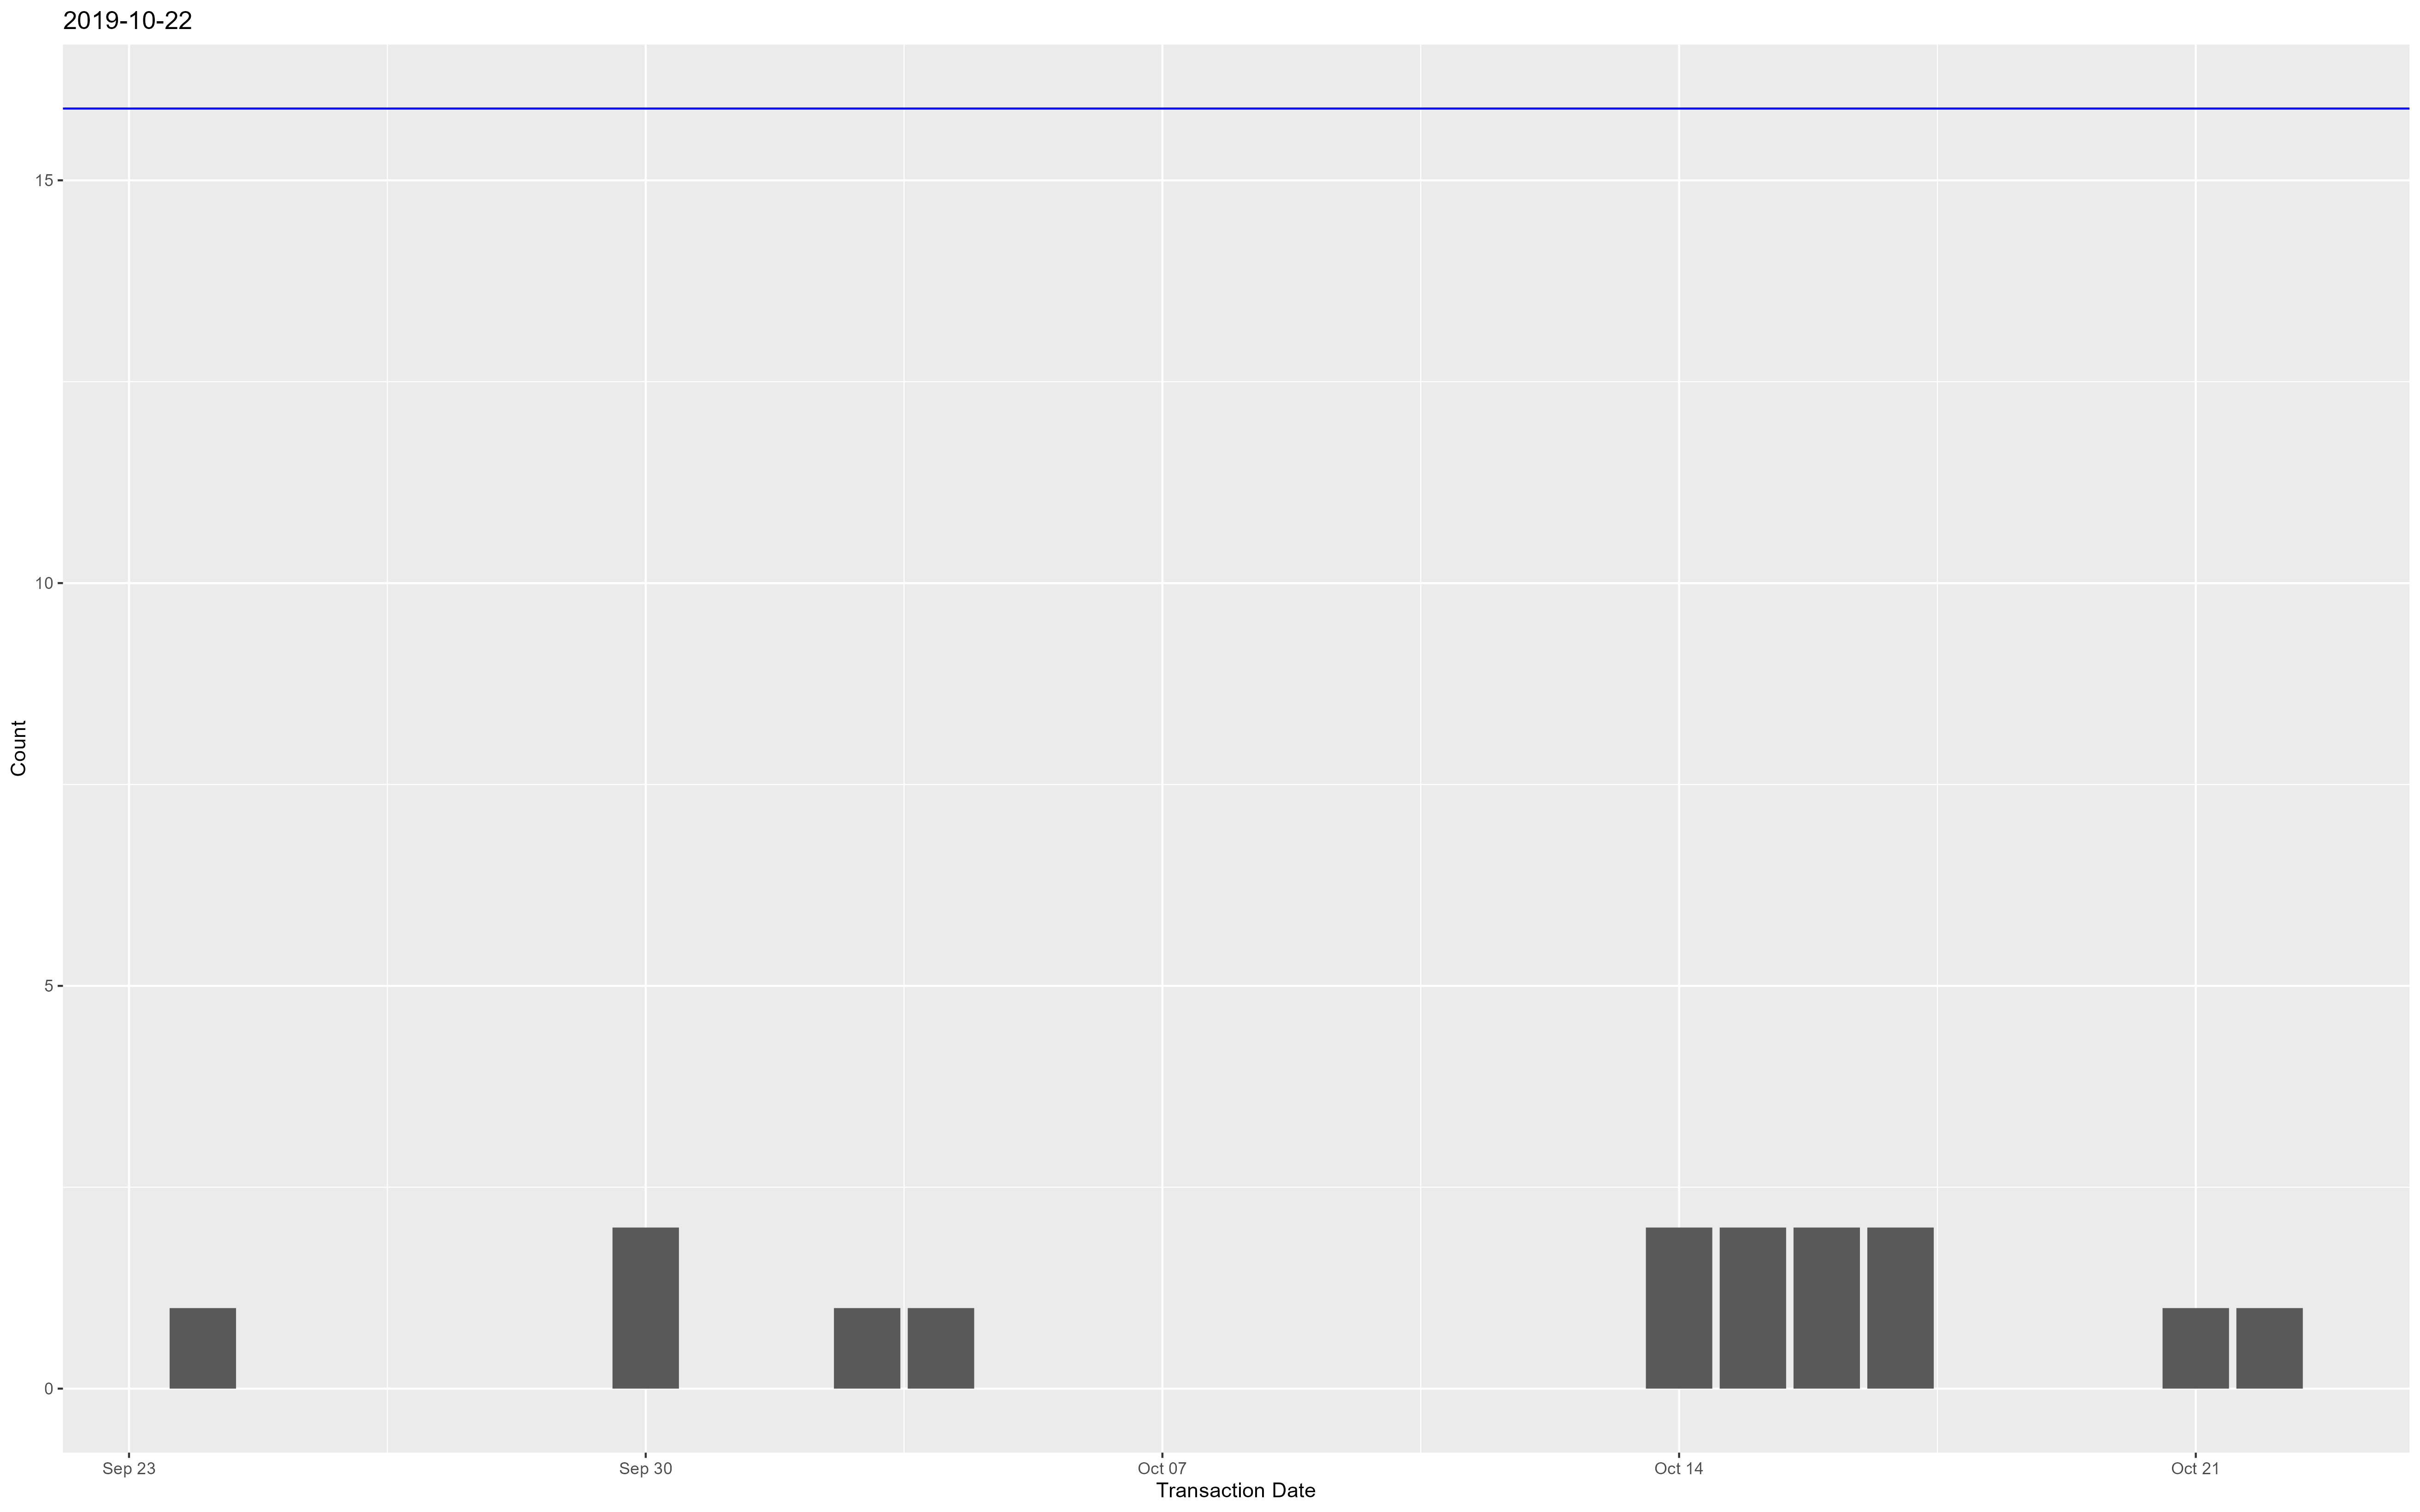 2019-10-22
Count
15
10
5
0
Sep 23
Sep 30
Oct 07
Oct 14
Oct 21
Transaction Date